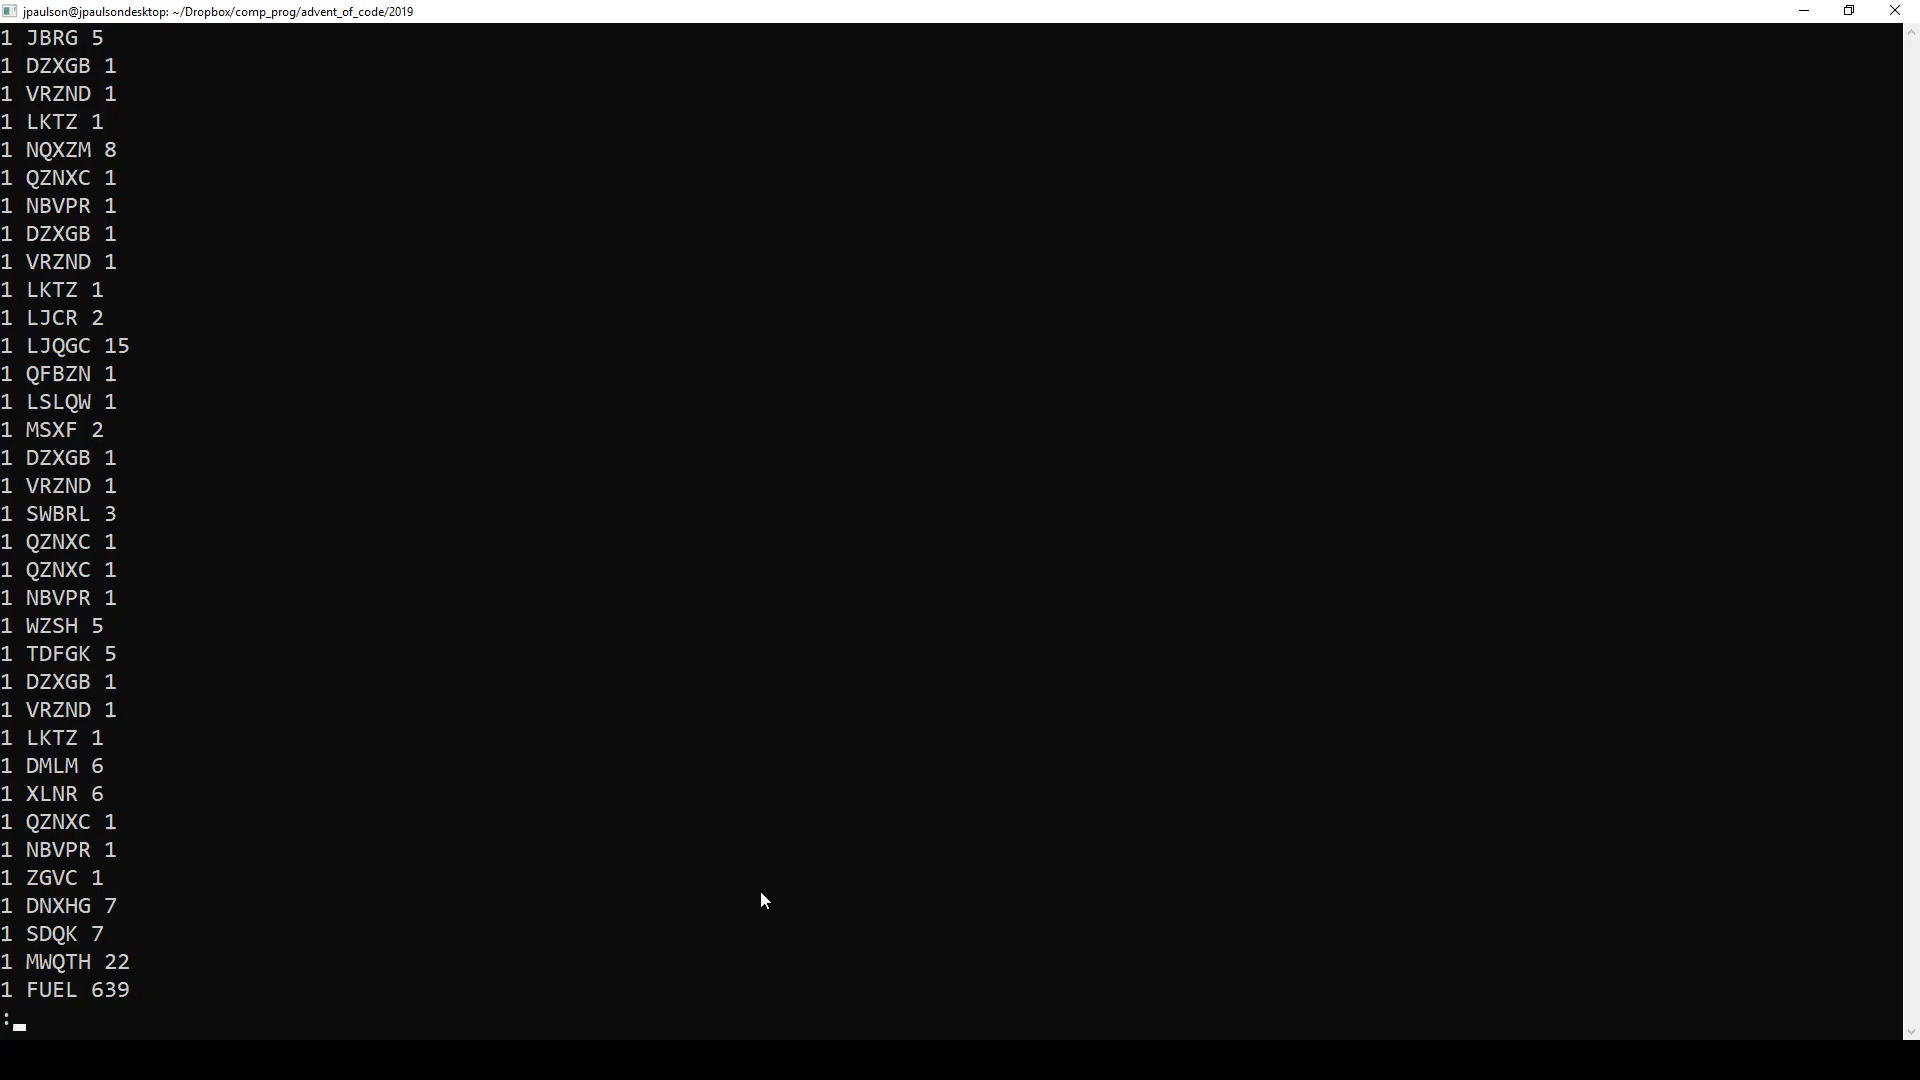 jpaulson@jpaulsondesktop: ~/Dropbox/comp_prog/advent_of_code/2019
1 JBRG 5
1 DZXGB 1
1 VRZND 1
1 LKTZ 1
1 NQXZM 8
1 QZNXC 1
1 NBVPR 1
1 DZXGB 1
1 VRZND 1
1 LKTZ 1
1 LJCR 2
1 LJQGC 15
1 QFBZN 1
1 LSLQW 1
1 MSXF 2
1 DZXGB 1
1 VRZND 1
1 SWBRL 3
1 QZNXC 1
1 QZNXC 1
1 NBVPR 1
1 WZSH 5
1 TDFGK 5
1 DZXGB 1
1 VRZND 1
1 LKTZ 1
1 DMLM 6
1 XLNR 6
1 QZNXC 1
1 NBVPR 1
1 ZGVC 1
1 DNXHG 7
1 SDQK 7
1 MWQTH 22
1 FUEL 639
: